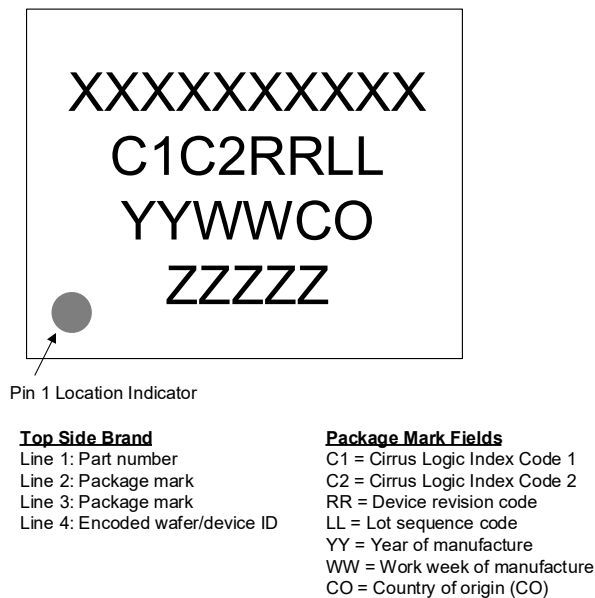 XXXXXXXXXX
C1C2RRLL
YYWWCO
ZZZZZ
Pin 1 Location Indicator
Top Side Brand
Line 1: Part number
Line 2: Package mark
Line 3: Package mark
Line 4: Encoded wafer/device ID
Package Mark Fields
C1 = Cirrus Logic Index Code 1
C2 = Cirrus Logic Index Code 2
RR = Device revision code
LL = Lot sequence code
YY = Year of manufacture
WW = Work week of manufacture
CO = Country of origin (CO)